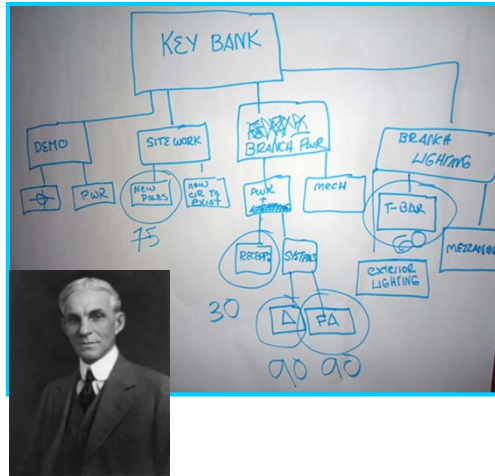 KEY BANK
DEMO
SITE WORK
BRANCH PWR
BRANCH
LIGHTING
PWR
NEW
POLES
NEW
CIR TO
EXIST
PWR
+
MECH
T-BAR
60
MEZZANINE
75
RECEPT
SYSTEMS
EXTERIOR
LIGHTING
30
Δ
FA
90
90